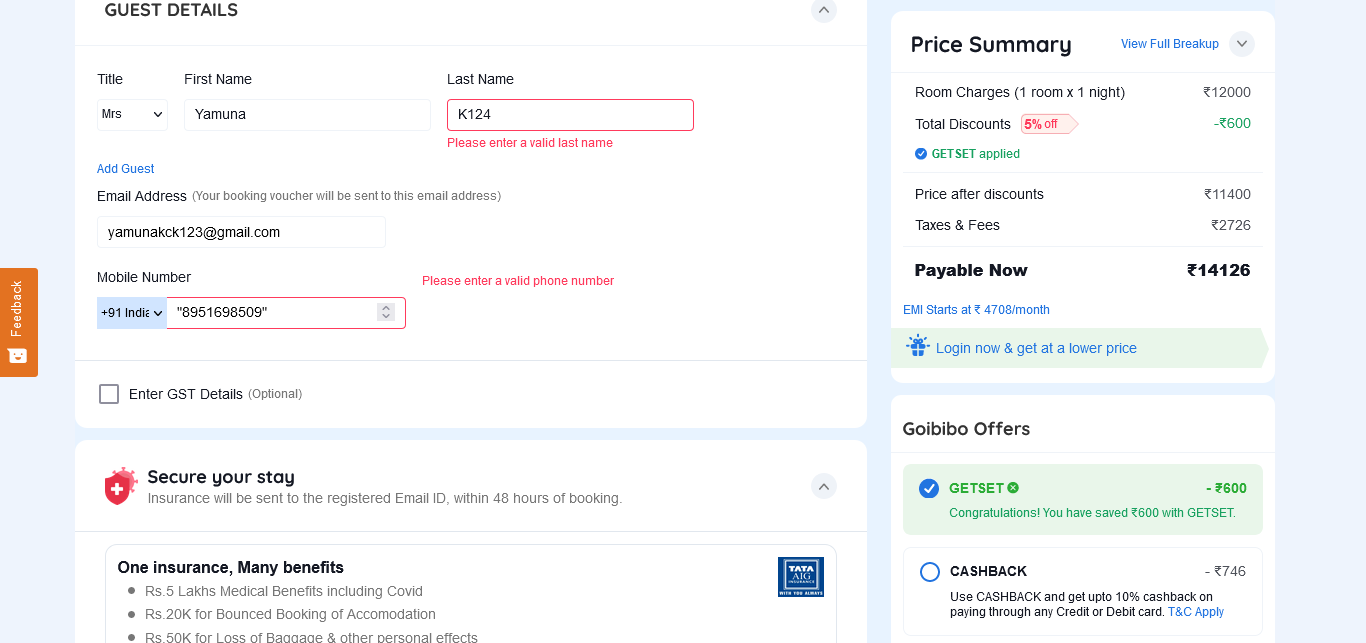 GUEST DETAILS
Title
First Name
Last Name
Mrs
Yamuna
K124
Please enter a valid last name
Add Guest
Email Address (Your booking voucher will be sent to this email address)
yamunakck123@gmail.com
Mobile Number
Please enter a valid phone number
+91 India
"8951698509"
Enter GST Details (Optional)
Secure your stay
Insurance will be sent to the registered Email ID, within 48 hours of booking.
One insurance, Many benefits
TATA
AIG
INSURANCE
WITH YOU ALWAYS
Rs.5 Lakhs Medical Benefits including Covid
Rs.20K for Bounced Booking of Accomodation
Rs.50K for Loss of Baggage & other personal effects
Feedback
Price Summary
View Full Breakup
Room Charges (1 room x 1 night) ₹12000
Total Discounts 5% off -₹600
GETSET applied
Price after discounts ₹11400
Taxes & Fees ₹2726
Payable Now ₹14126
EMI Starts at ₹ 4708/month
Login now & get at a lower price
Goibibo Offers
GETSET - ₹600
Congratulations! You have saved ₹600 with GETSET.
CASHBACK - ₹746
Use CASHBACK and get upto 10% cashback on
paying through any Credit or Debit card. T&C Apply